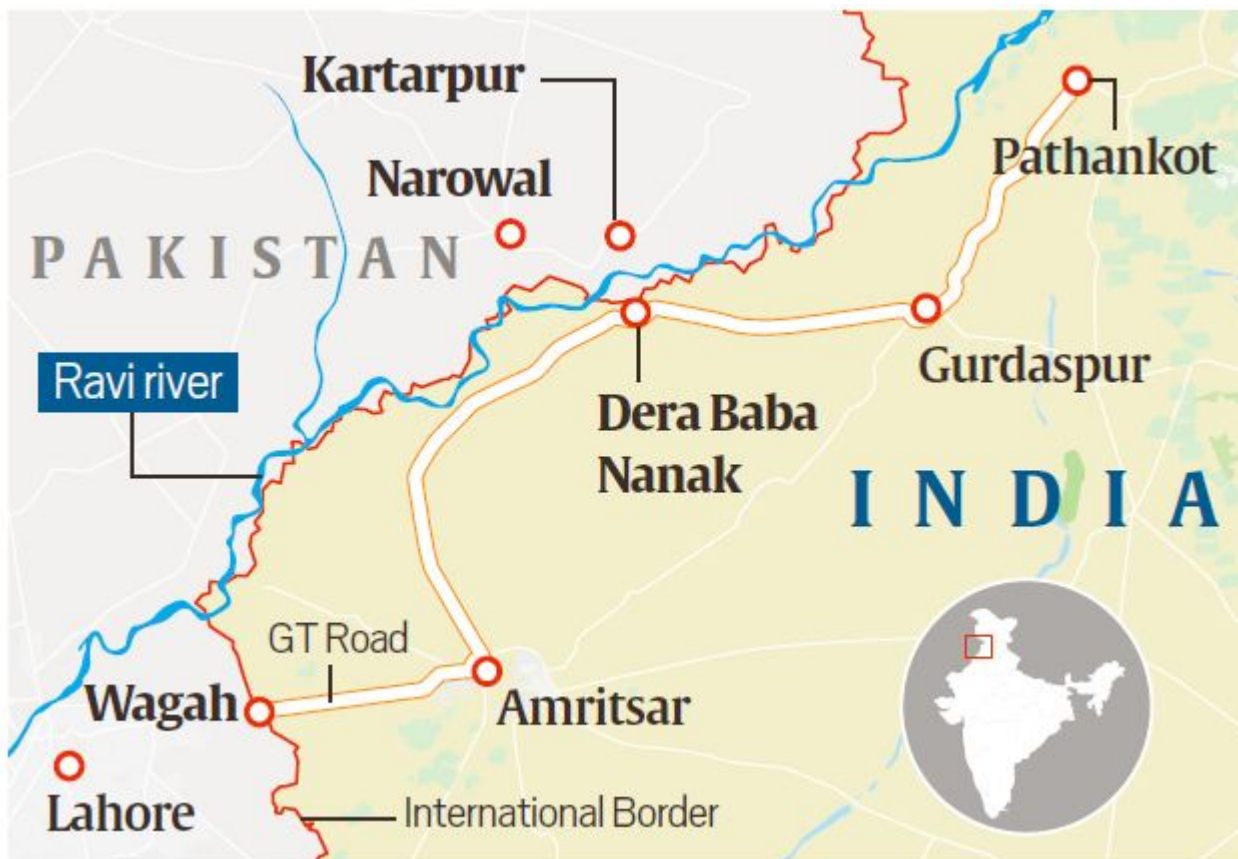 Kartarpur
Pathankot
Narowal
PAKISTAN
Ravi river
Gurdaspur
Dera Baba
Nanak
INDIA
GT Road
Wagah
Amritsar
Lahore
International Border